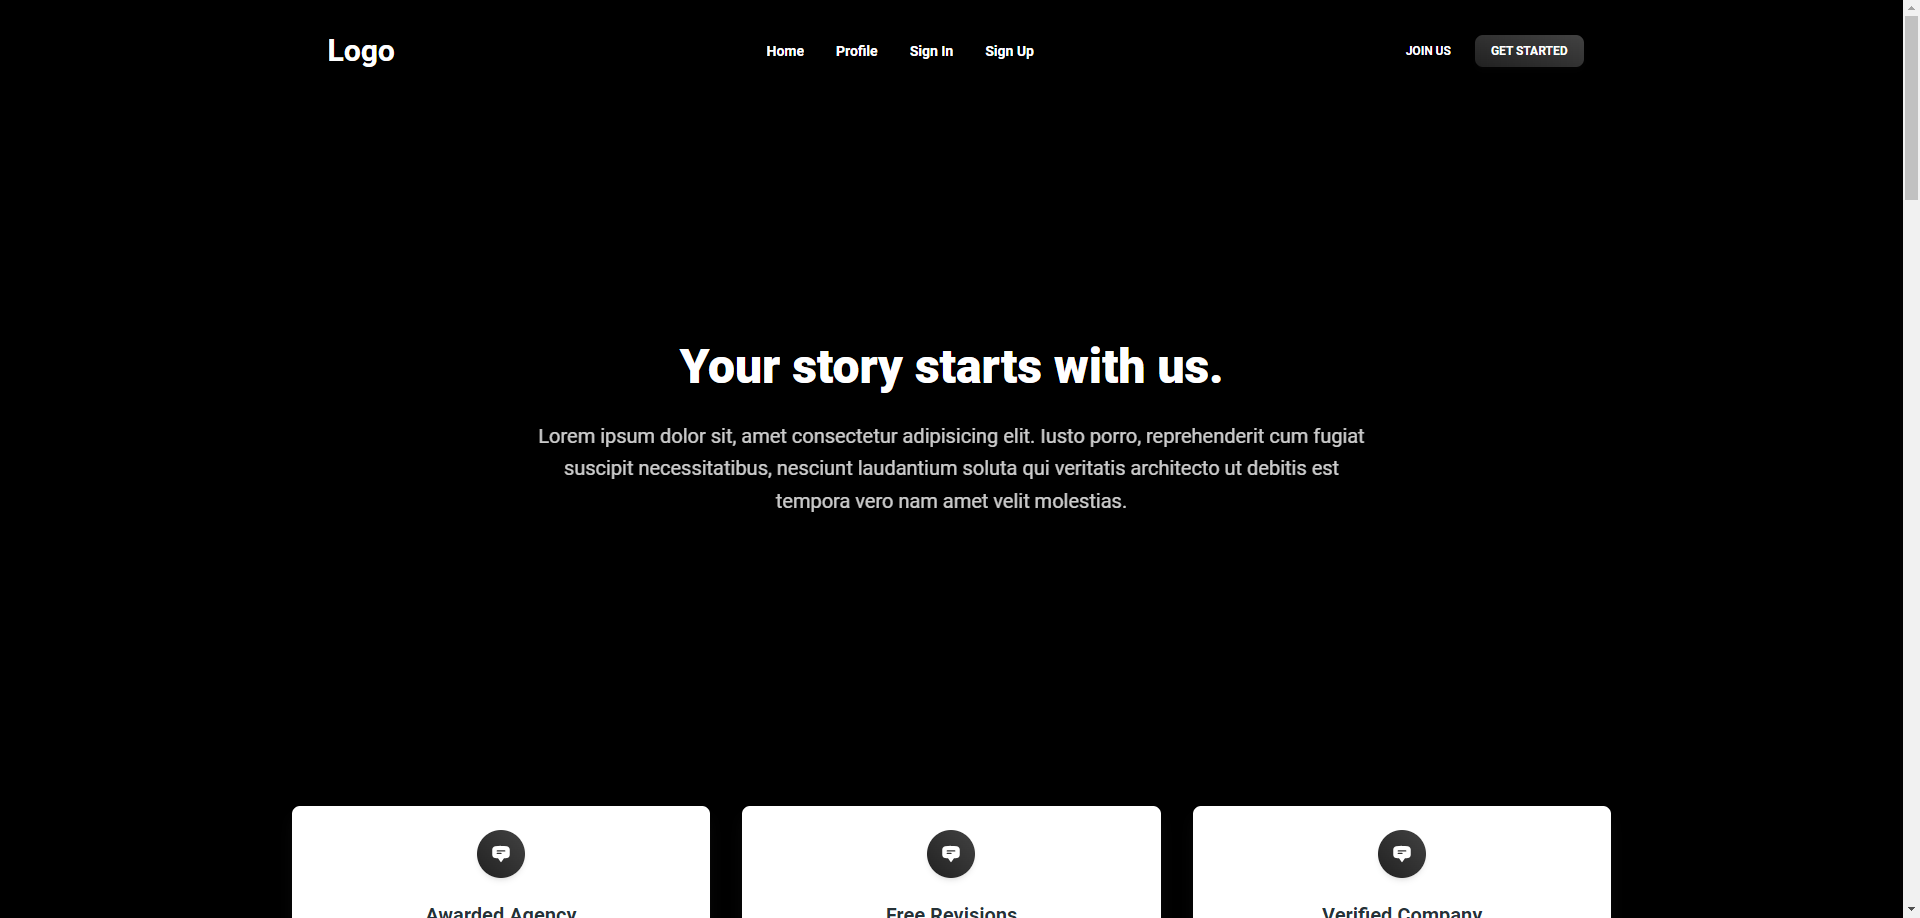 Logo
Home Profile Sign In Sign Up
JOIN US GET STARTED
Your story starts with us.
Lorem ipsum dolor sit, amet consectetur adipisicing elit. Iusto porro, reprehenderit cum fugiat
suscipit necessitatibus, nesciunt laudantium soluta qui veritatis architecto ut debitis est
tempora vero nam amet velit molestias.
Awarded Agency
Free Revisions
Verified Company